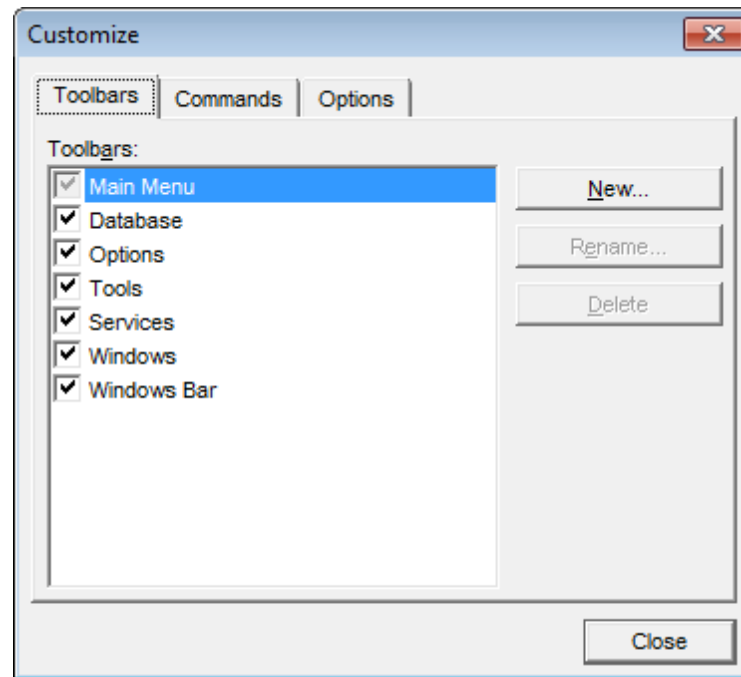 Customize
Toolbars Commands Options
Toolbars:
Main Menu
Database
Options
Tools
Services
Windows
Windows Bar
New...
Rename...
Delete
Close